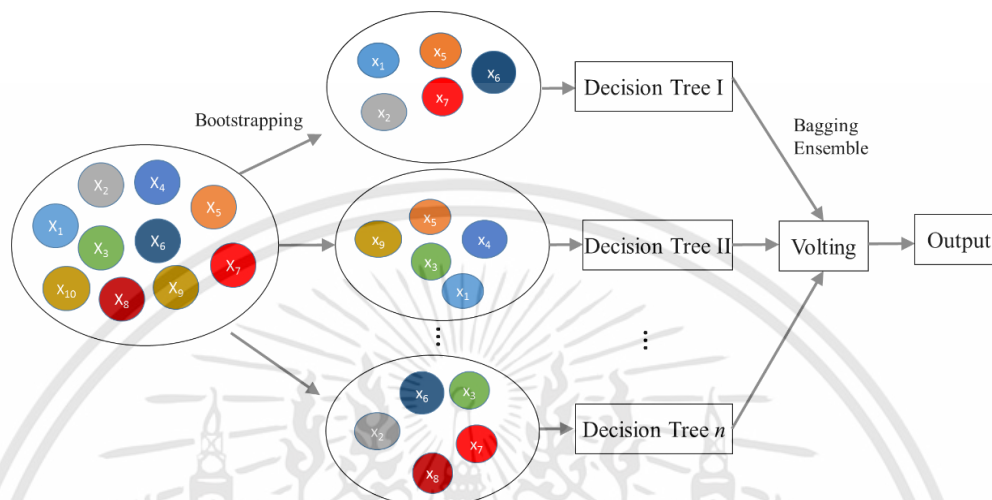 Bootstrapping
X₁
X₂
X₄
X₅
X₃
X₆
X₇
X₁₀
X₈
X₉
x₁
x₅
x₆
x₂
x₇
Decision Tree I
x₉
x₅
x₄
x₃
x₁
Decision Tree II
⋮
⋮
x₆
x₃
x₂
x₇
x₈
Decision Tree n
Bagging
Ensemble
Volting
Output